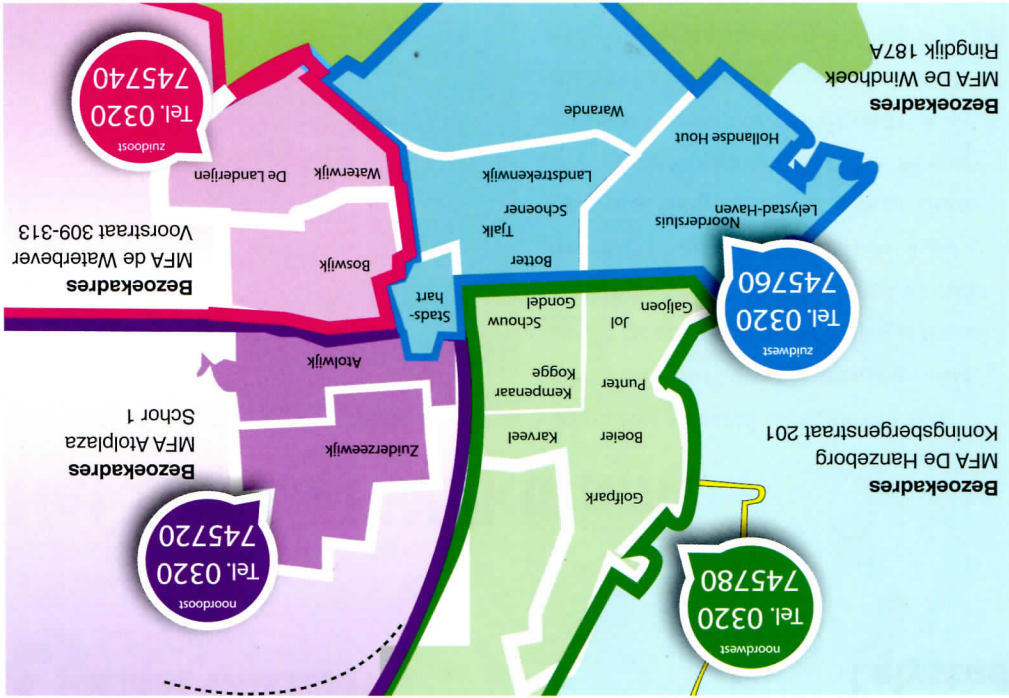 noordwest
Tel. 0320
745780
Bezoekadres
MFA De Hanzeborg
Koningsbergenstraat 201
noordoost
Tel. 0320
745720
Bezoekadres
MFA Atolplaza
Schor 1
Golfpark
Boeier
Karveel
Punter
Kempenaar
Kogge
Jol
Schouw
Galjoen
Gondel
Zuiderzeewijk
Atolwijk
Stads-
hart
zuidwest
Tel. 0320
745760
Botter
Tjalk
Schoener
Landstrekenwijk
Noordersluis
Lelystad-Haven
Hollandse Hout
Warande
Bezoekadres
MFA De Windhoek
Ringdijk 187A
Boswijk
Waterwijk
De Landerijen
Bezoekadres
MFA de Waterbever
Voorstraat 309-313
zuidoost
Tel. 0320
745740